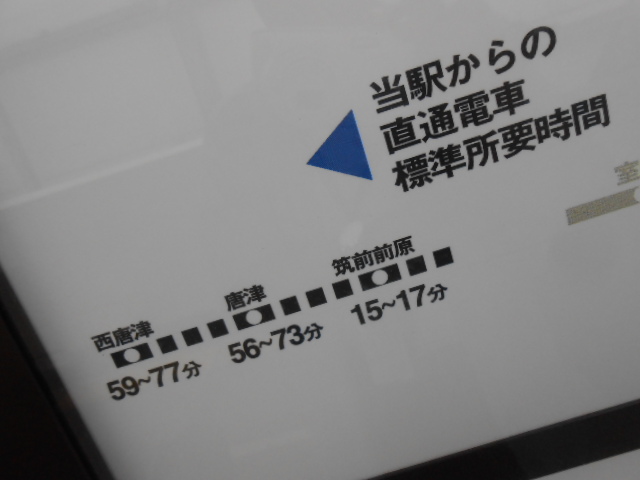 当駅からの
直通電車
標準所要時間
室
筑前前原
15~17分
唐津
56~73分
西唐津
59~77分